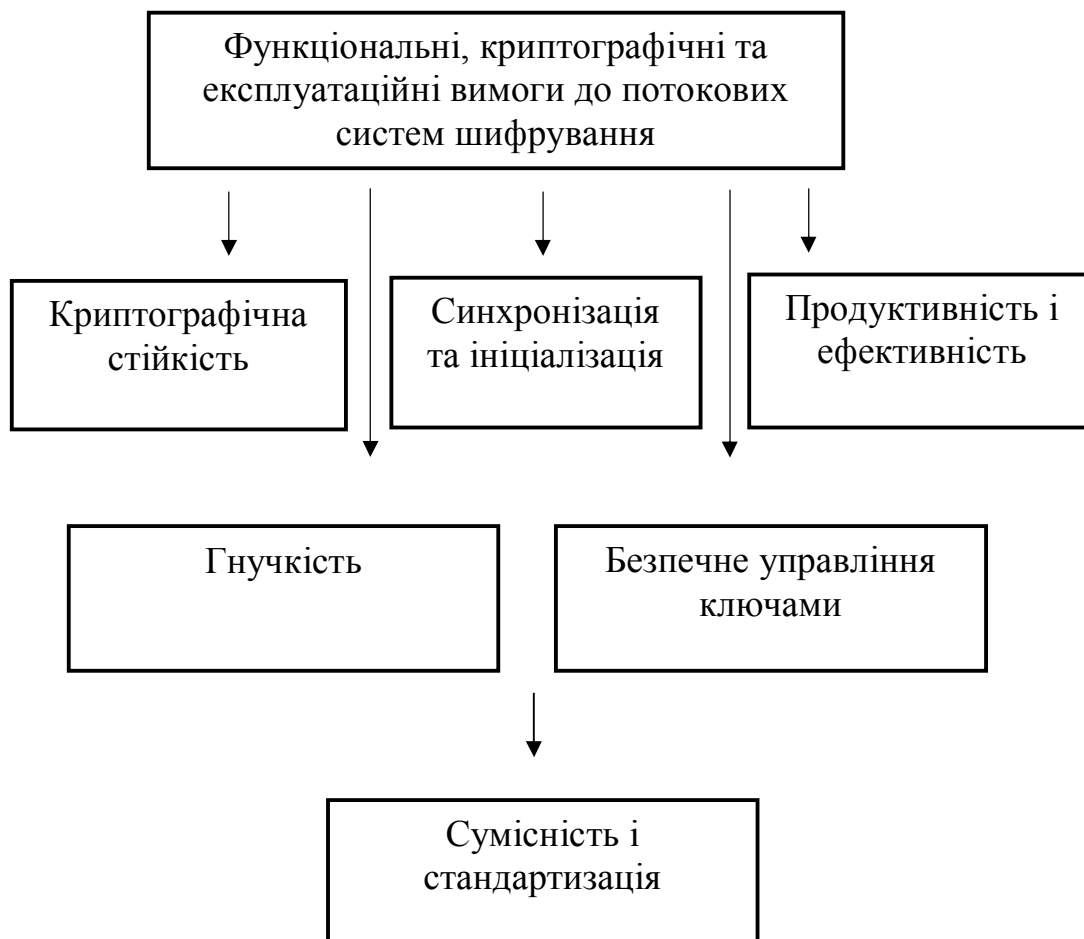 Функціональні, криптографічні та
експлуатаційні вимоги до потокових
систем шифрування
Криптографічна
стійкість
Синхронізація
та ініціалізація
Продуктивність і
ефективність
Гнучкість
Безпечне управління
ключами
Сумісність і
стандартизація